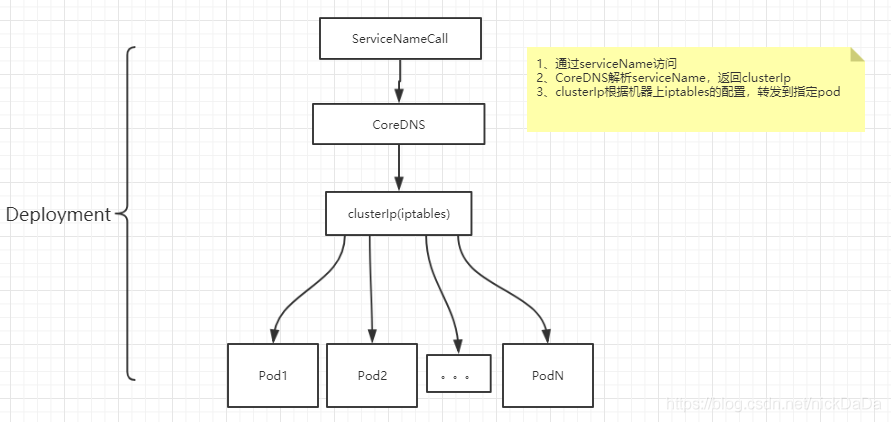 ServiceNameCall
1、通过serviceName访问
2、CoreDNS解析serviceName，返回clusterIp
3、clusterIp根据机器上iptables的配置，转发到指定pod
CoreDNS
Deployment
clusterIp(iptables)
Pod1
Pod2
。。。
PodN
https://blog.csdn.net/nickDaDa